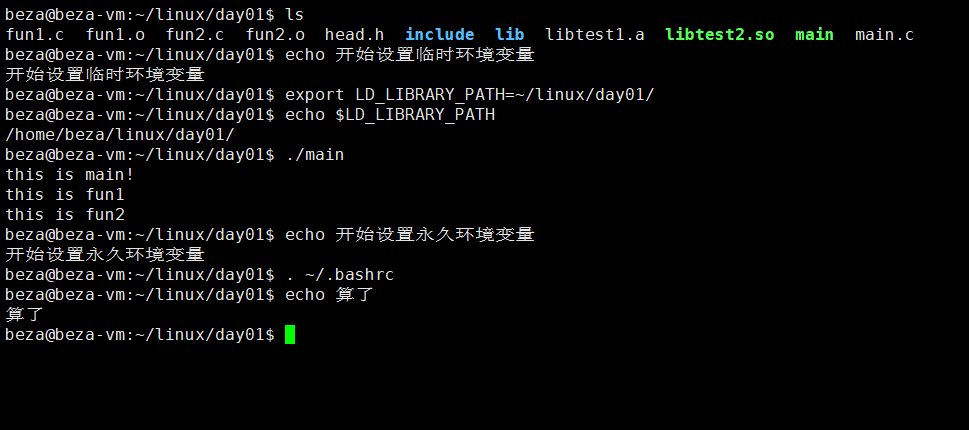 beza@beza-vm:~/linux/day01$ ls
fun1.c  fun1.o  fun2.c  fun2.o  head.h  include  lib  libtest1.a  libtest2.so  main  main.c
beza@beza-vm:~/linux/day01$ echo 开始设置临时环境变量
开始设置临时环境变量
beza@beza-vm:~/linux/day01$ export LD_LIBRARY_PATH=~/linux/day01/
beza@beza-vm:~/linux/day01$ echo $LD_LIBRARY_PATH
/home/beza/linux/day01/
beza@beza-vm:~/linux/day01$ ./main
this is main!
this is fun1
this is fun2
beza@beza-vm:~/linux/day01$ echo 开始设置永久环境变量
开始设置永久环境变量
beza@beza-vm:~/linux/day01$ . ~/.bashrc
beza@beza-vm:~/linux/day01$ echo 算了
算了
beza@beza-vm:~/linux/day01$